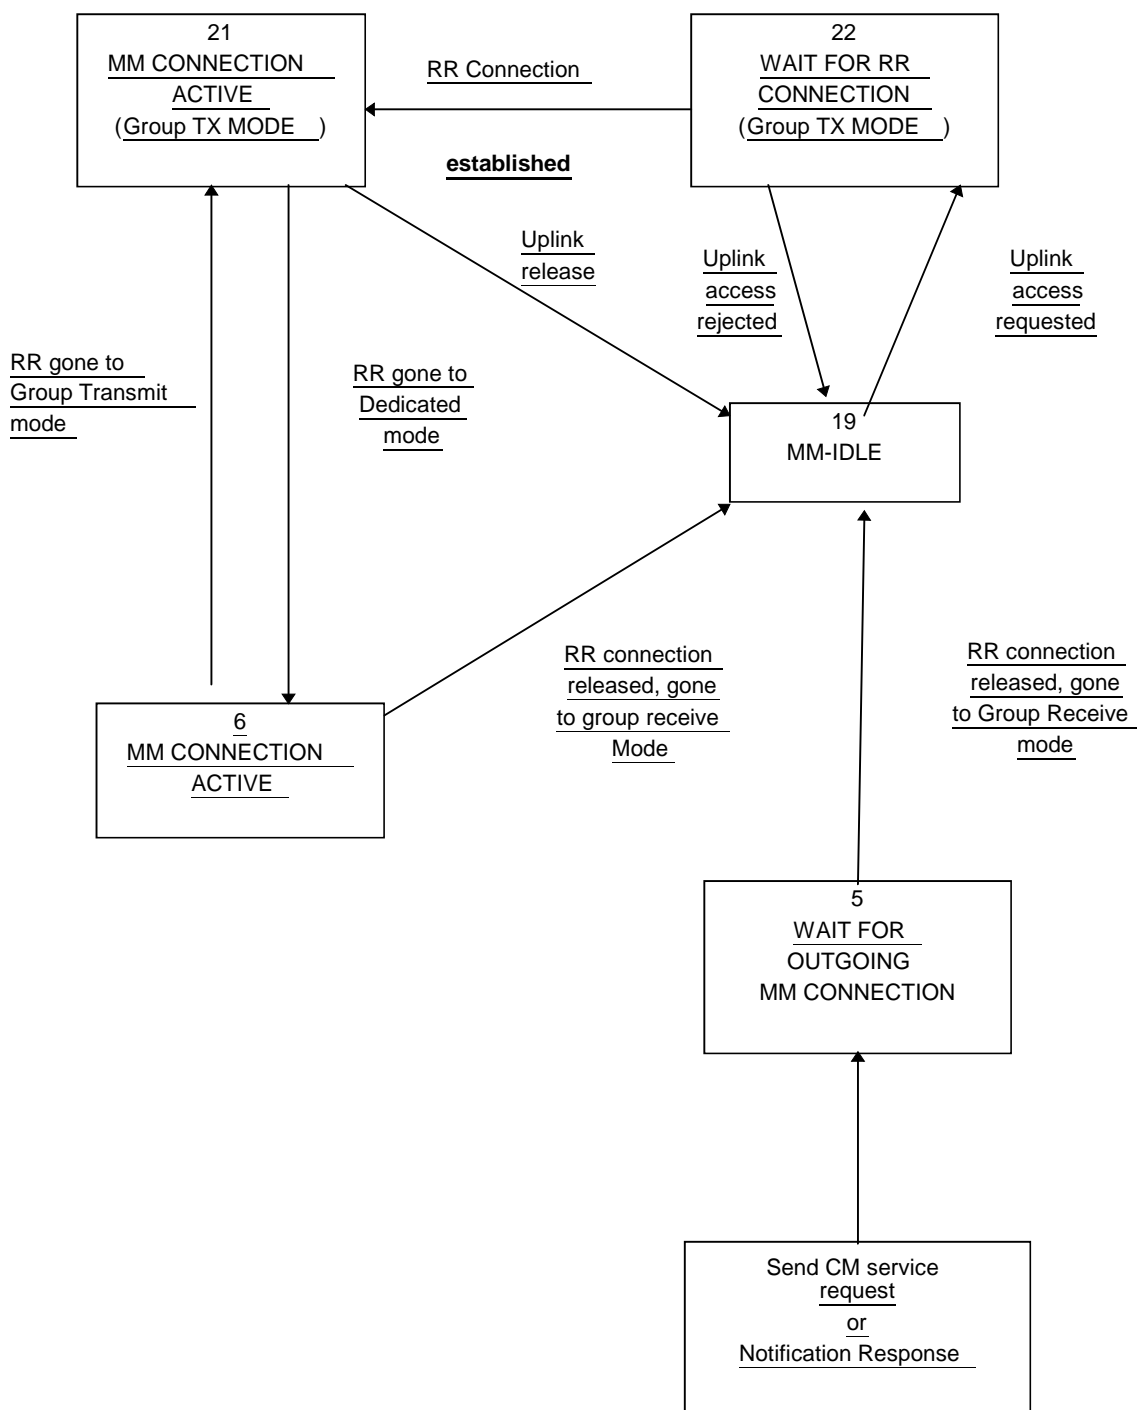 21
MM CONNECTION
ACTIVE
(Group TX MODE )
22
WAIT FOR RR
CONNECTION
(Group TX MODE )
RR Connection
established
Uplink
release
Uplink
access
rejected
Uplink
access
requested
RR gone to
Group Transmit
mode
RR gone to
Dedicated
mode
19
MM-IDLE
RR connection
released, gone
to group receive
Mode
RR connection
released, gone
to Group Receive
mode
6
MM CONNECTION
ACTIVE
5
WAIT FOR
OUTGOING
MM CONNECTION
Send CM service
request
or
Notification Response